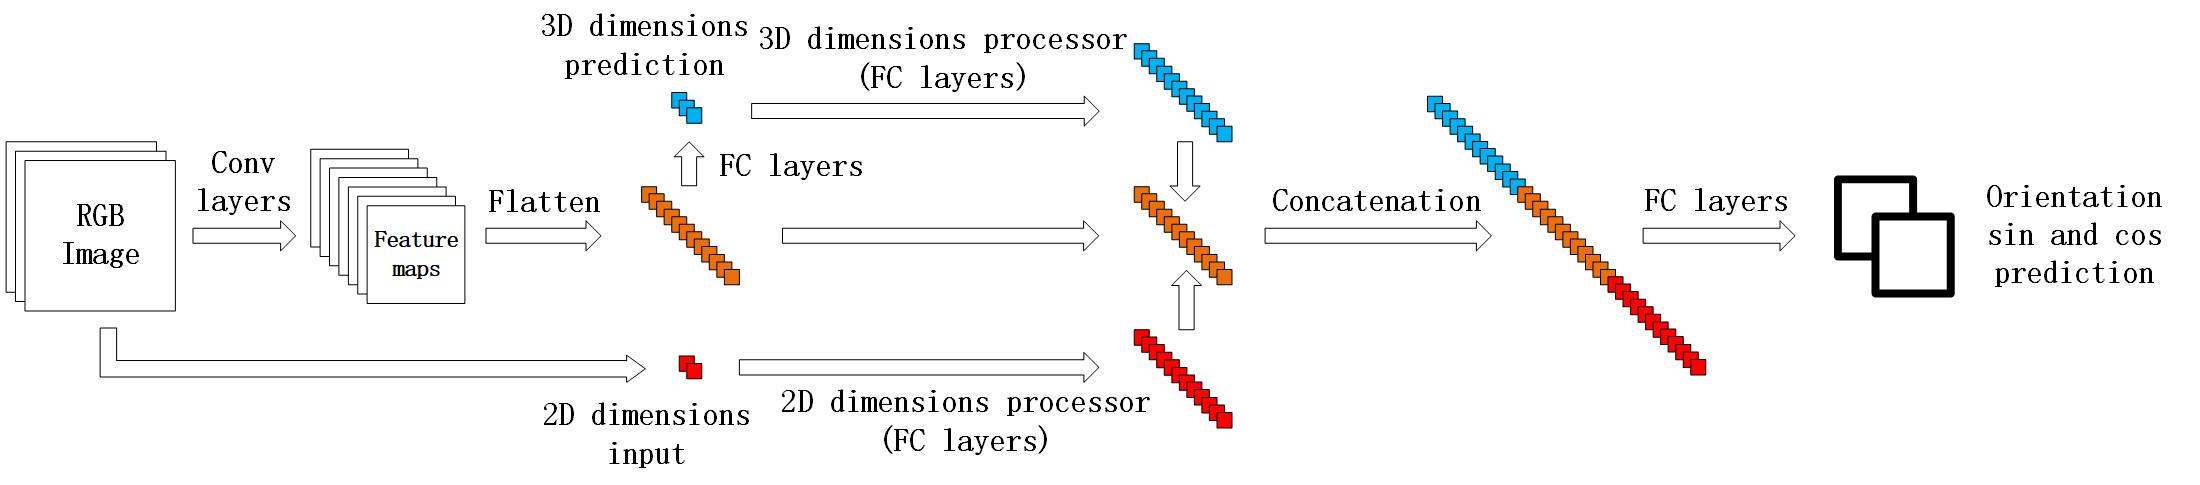 3D dimensions
prediction
3D dimensions processor
(FC layers)
RGB
Image
Conv
layers
Feature
maps
Flatten
FC layers
Concatenation
FC layers
Orientation
sin and cos
prediction
2D dimensions
input
2D dimensions processor
(FC layers)